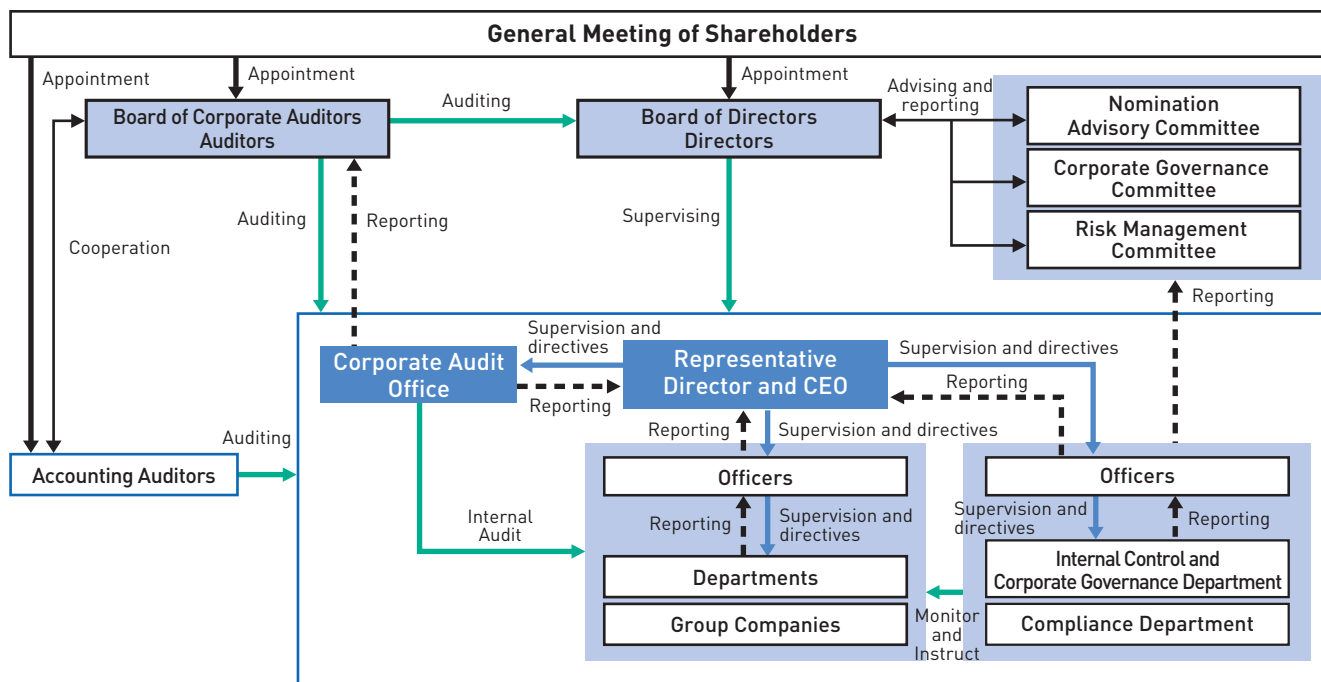 General Meeting of Shareholders
Appointment
Appointment
Appointment
Board of Corporate Auditors
Auditors
Auditing
Board of Directors
Directors
Advising and
reporting
Nomination
Advisory Committee
Corporate Governance
Committee
Risk Management
Committee
Cooperation
Auditing
Reporting
Supervising
Reporting
Corporate Audit
Office
Supervision and
directives
Reporting
Representative
Director and CEO
Supervision and directives
Reporting
Reporting
Supervision and directives
Auditing
Accounting Auditors
Officers
Reporting
Supervision and
directives
Internal
Audit
Departments
Group Companies
Officers
Supervision and
directives
Reporting
Internal Control and
Corporate Governance Department
Compliance Department
Monitor
and
Instruct